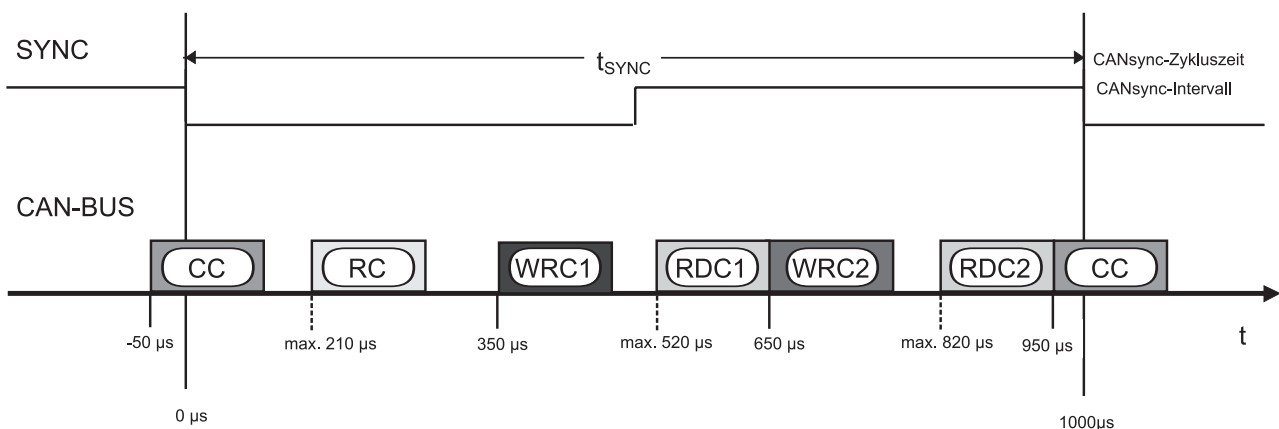 SYNC
tSYNC
CANsync-Zykluszeit
CANsync-Intervall
CAN-BUS
CC RC WRC1 RDC1 WRC2 RDC2 CC
-50 µs max. 210 µs 350 µs max. 520 µs 650 µs max. 820 µs 950 µs t
0 µs 1000µs